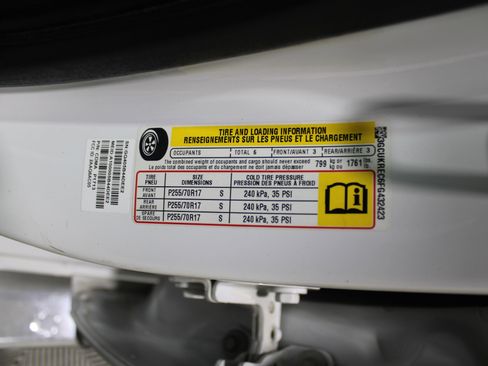 TIRE AND LOADING INFORMATION
RENSEIGNEMENTS SUR LES PNEUS ET LE CHARGEMENT
OCCUPANTS TOTAL 6 FRONT/AVANT 3 REAR/ARRIÈRE 3
The combined weight of occupants and cargo should never exceed
Le poids total des occupants et du chargement ne doit jamais dépasser
799 kg or kg ou 1761 lbs. lb.
TIRE PNEU SIZE DIMENSIONS COLD TIRE PRESSURE PRESSION DES PNEUS À FROID
FRONT AVANT P255/70R17 S 240 kPa, 35 PSI
REAR ARRIÈRE P255/70R17 S 240 kPa, 35 PSI
SPARE DE SECOURS P255/70R17 S 240 kPa, 35 PSI